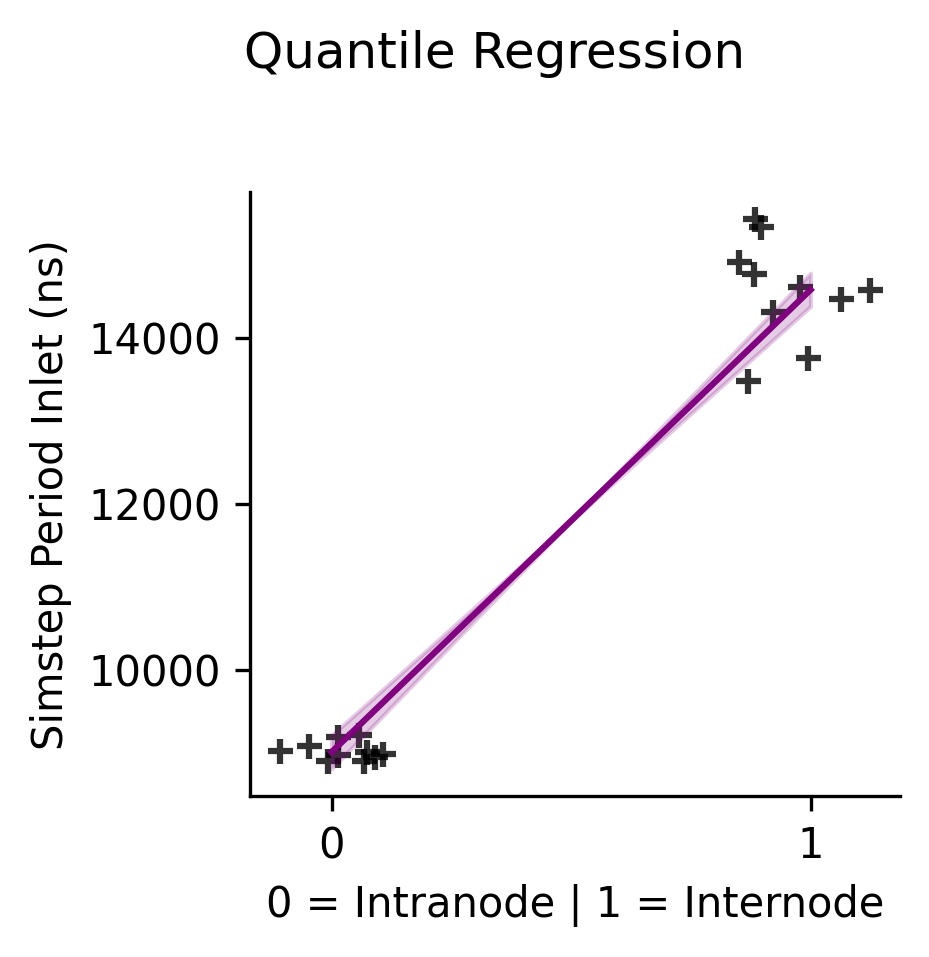 Quantile Regression
Simstep Period Inlet (ns)
14000
12000
10000
0
1
0 = Intranode | 1 = Internode